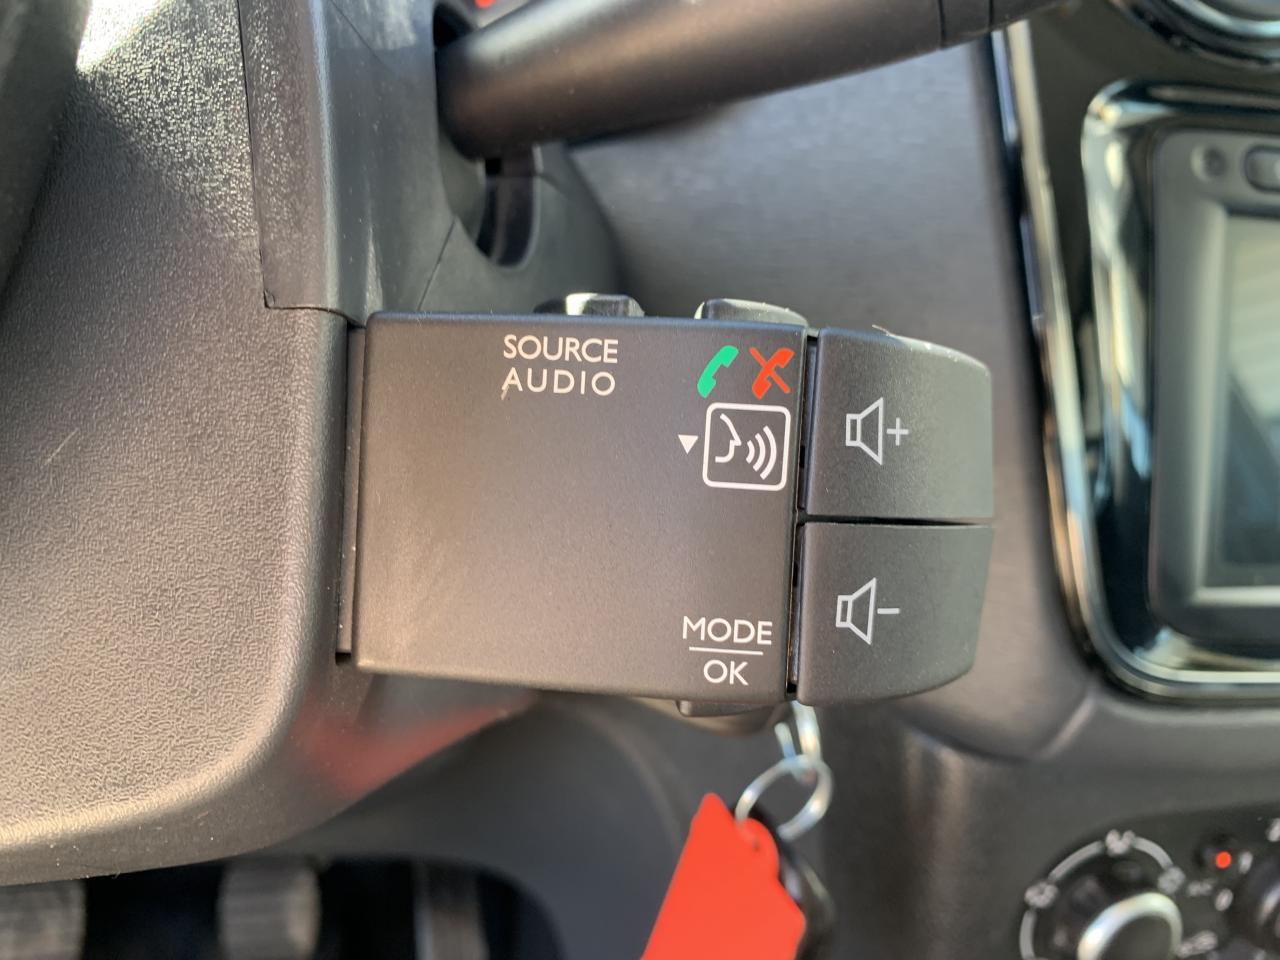 SOURCE
AUDIO
+
-
MODE
OK